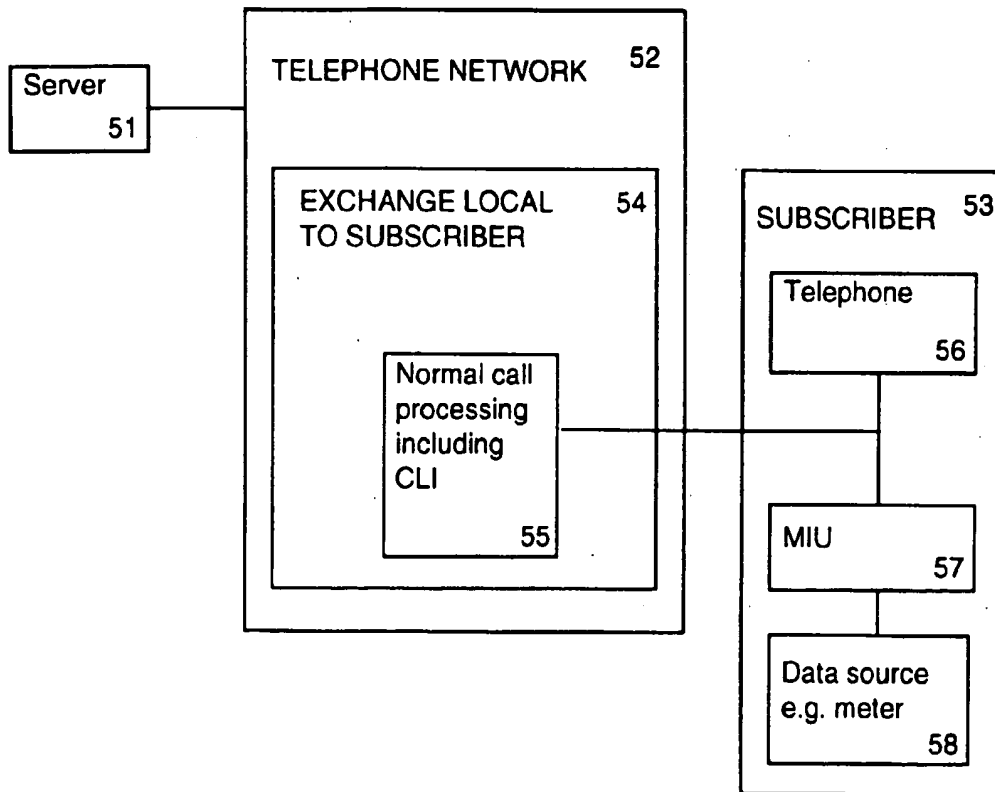 Server
51
TELEPHONE NETWORK 52
EXCHANGE LOCAL 54
TO SUBSCRIBER
Normal call
processing
including
CLI
55
SUBSCRIBER 53
Telephone
56
MIU
57
Data source
e.g. meter
58